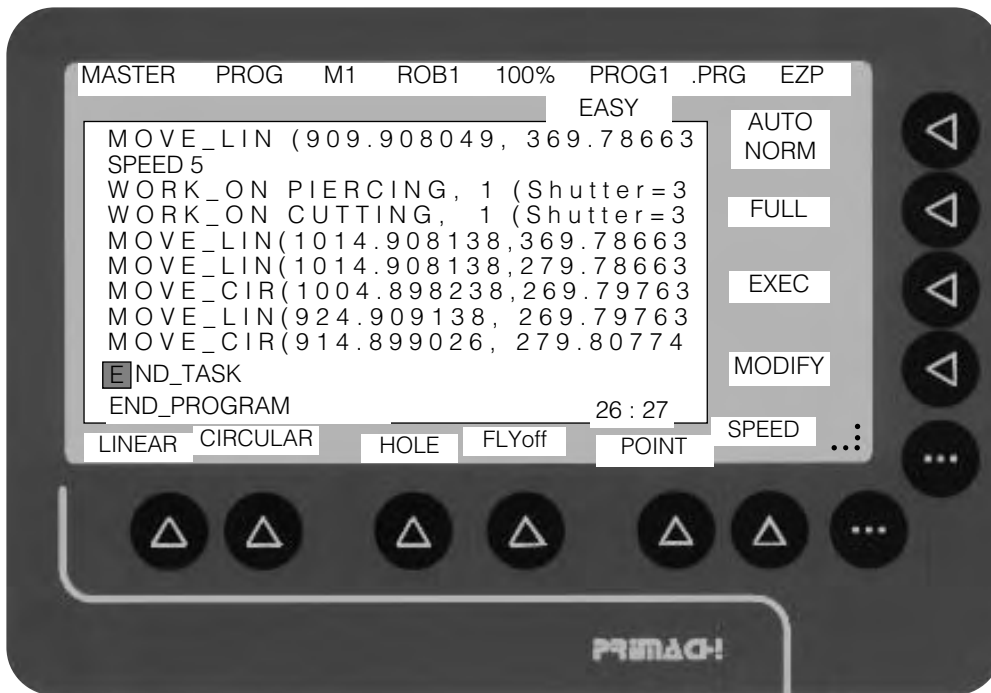 MASTER PROG M1 ROB1 100% PROG1 .PRG EZP
EASY
MOVE_LIN (909.908049, 369.78663
SPEED 5
WORK_ON PIERCING, 1 (Shutter=3
WORK_ON CUTTING, 1 (Shutter=3
MOVE_LIN(1014.908138,369.78663
MOVE_LIN(1014.908138,279.78663
MOVE_CIR(1004.898238,269.79763
MOVE_LIN(924.909138, 269.79763
MOVE_CIR(914.899026, 279.80774
END_TASK
END_PROGRAM 26 : 27
AUTO
NORM
FULL
EXEC
MODIFY
LINEAR CIRCULAR HOLE FLYoff POINT SPEED
PRIMACH!